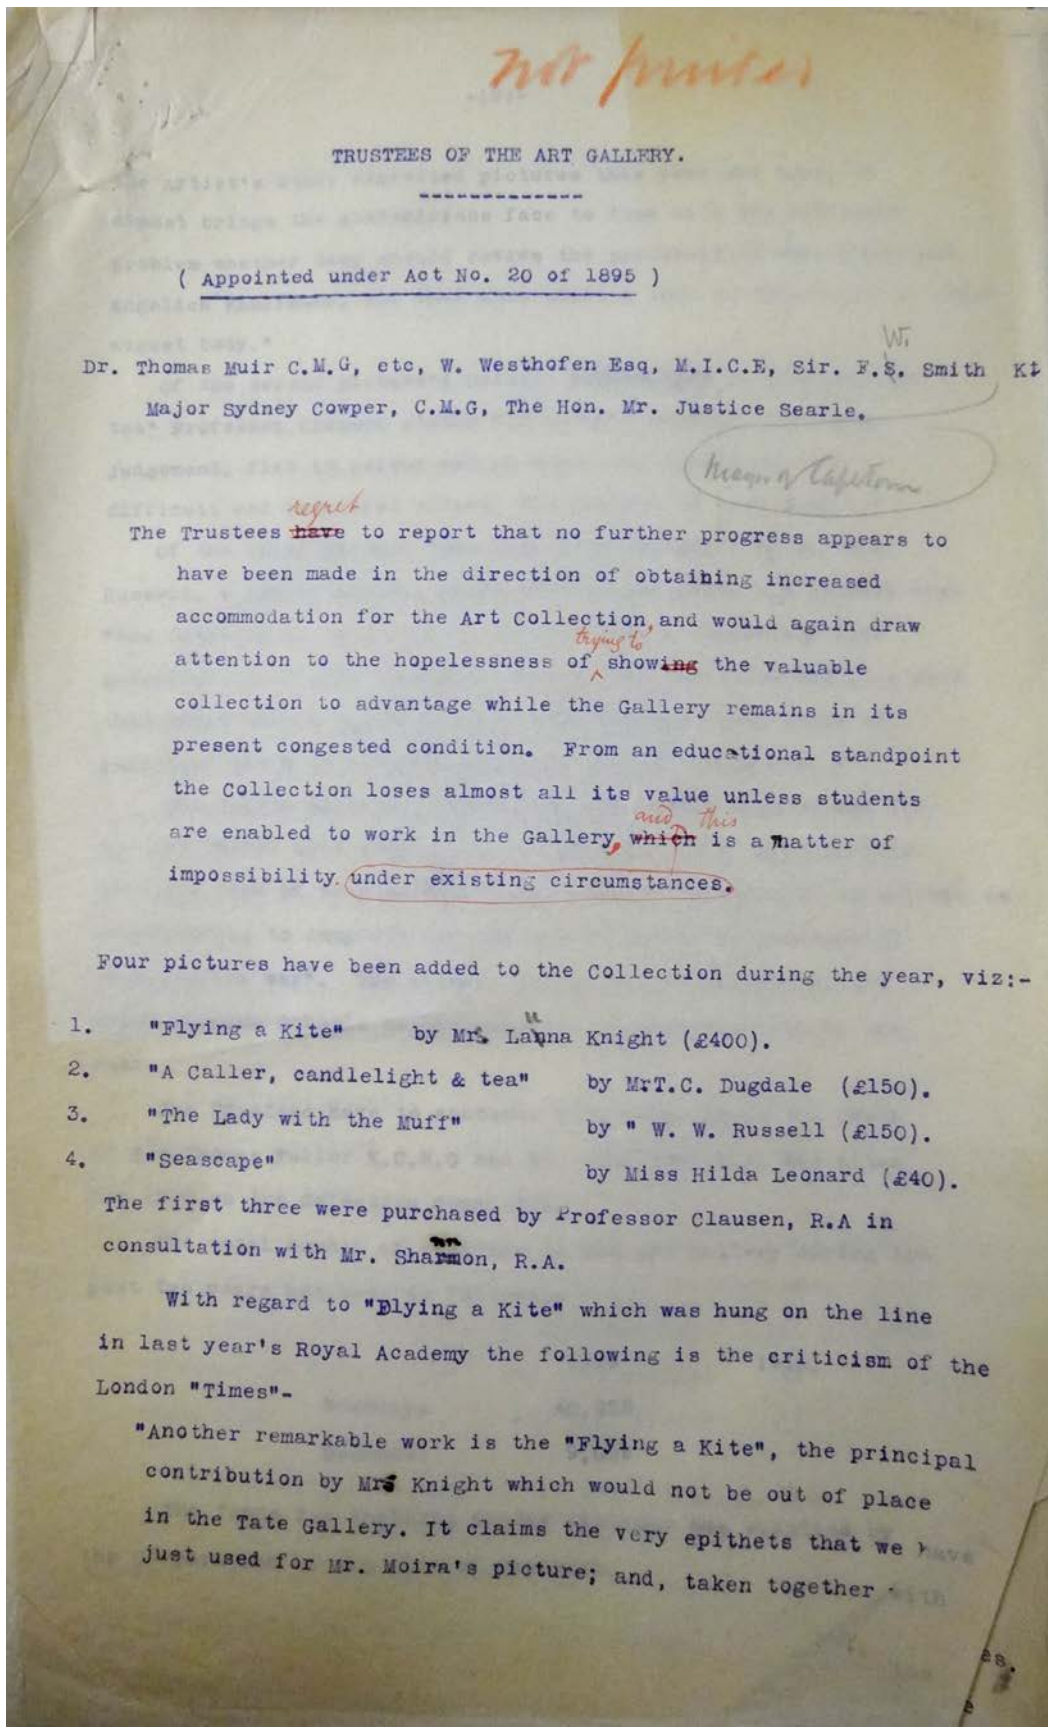 not printed
TRUSTEES OF THE ART GALLERY.
--------------
( Appointed under Act No. 20 of 1895 )
W.
Dr. Thomas Muir C.M.G, etc, W. Westhofen Esq, M.I.C.E, Sir. F.S. Smith Kt
Major Sydney Cowper, C.M.G, The Hon. Mr. Justice Searle.
Mayor of Capetown
regret
The Trustees have to report that no further progress appears to
have been made in the direction of obtaining increased
accommodation for the Art Collection, and would again draw
trying to
attention to the hopelessness of showing the valuable
collection to advantage while the Gallery remains in its
present congested condition. From an educational standpoint
the Collection loses almost all its value unless students
and this
are enabled to work in the Gallery, which is a matter of
impossibility. under existing circumstances.
Four pictures have been added to the Collection during the year, viz:-
u
1. "Flying a Kite" by Mrs. Lanna Knight (£400).
2. "A Caller, candlelight & tea" by MrT.C. Dugdale (£150).
3. "The Lady with the Muff" by " W. W. Russell (£150).
4. "Seascape" by Miss Hilda Leonard (£40).
The first three were purchased by Professor Clausen, R.A in
nn
consultation with Mr. Sharmon, R.A.
With regard to "Flying a Kite" which was hung on the line
in last year's Royal Academy the following is the criticism of the
London "Times"-
"Another remarkable work is the "Flying a Kite", the principal
contribution by Mrs Knight which would not be out of place
in the Tate Gallery. It claims the very epithets that we have
just used for Mr. Moira's picture; and, taken together with